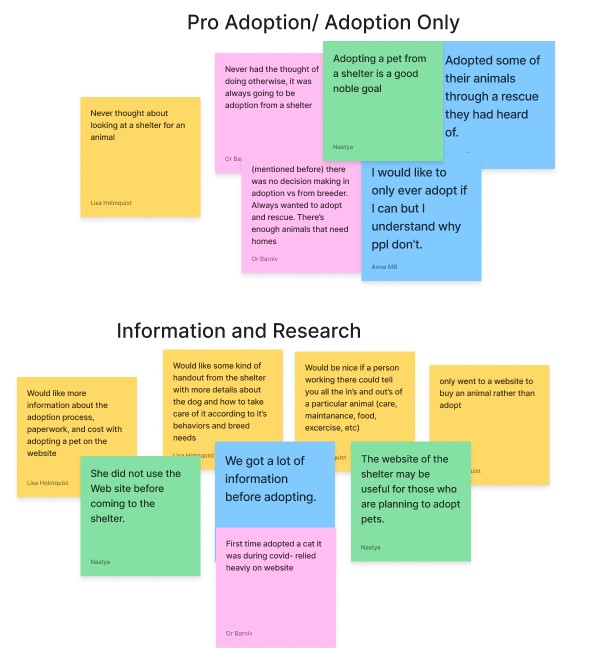 Pro Adoption/ Adoption Only
Never thought about
looking at a shelter for an
animal
Lisa Holmquist
Never had the thought of
doing otherwise, it was
always going to be
adoption from a shelter
Or Ba
Adopting a pet from
a shelter is a good
noble goal
Nastya
Adopted some of
their animals
through a rescue
they had heard
of.
(mentioned before) there
was no decision making in
adoption vs from breeder.
Always wanted to adopt
and rescue. There's
enough animals that need
homes
Or Barniv
I would like to
only ever adopt if
I can but I
understand why
ppl don't.
Anna MB
Information and Research
Would like more
information about the
adoption process,
paperwork, and cost with
adopting a pet on the
website
Lisa Holmquist
Would like some kind of
handout from the shelter
with more details about
the dog and how to take
care of it according to it's
behaviors and breed
needs
Lisa Holmquist
Would be nice if a person
working there could tell
you all the in's and out's of
a particular animal (care,
maintanance, food,
excercise, etc)
quist
only went to a website to
buy an animal rather than
adopt
quist
She did not use the
Web site before
coming to the
shelter.
Nastya
We got a lot of
information
before adopting.
The website of the
shelter may be
useful for those who
are planning to adopt
pets.
Nastya
First time adopted a cat it
was during covid- relied
heaviy on website
Or Barniv